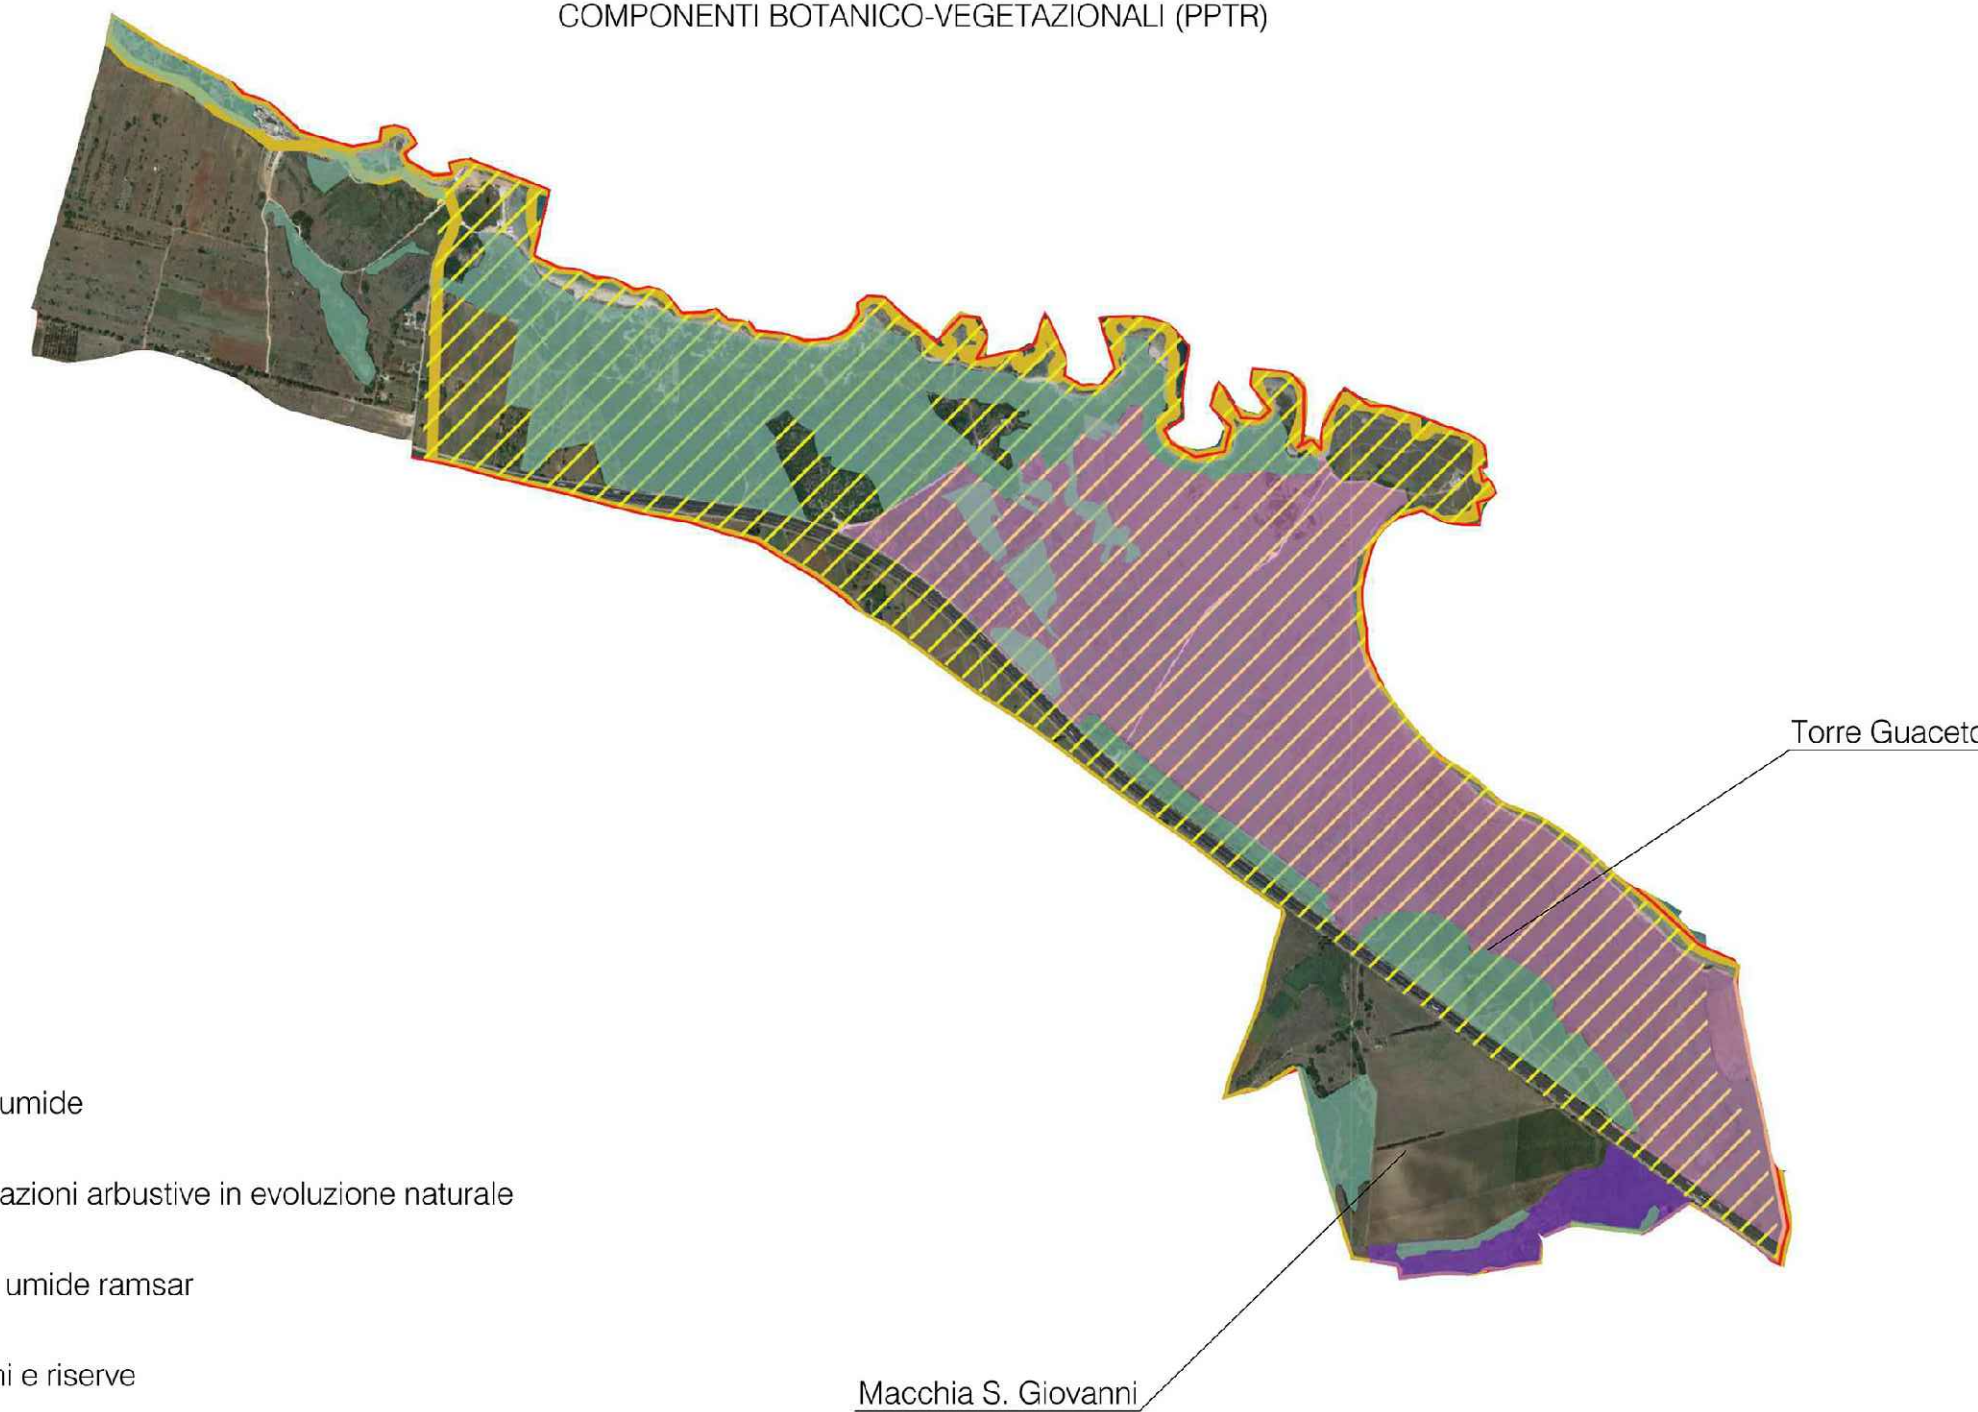 COMPONENTI BOTANICO-VEGETAZIONALI (PPTR)
Torre Guaceto
umide
azioni arbustive in evoluzione naturale
umide ramsar
e riserve
Macchia S. Giovanni